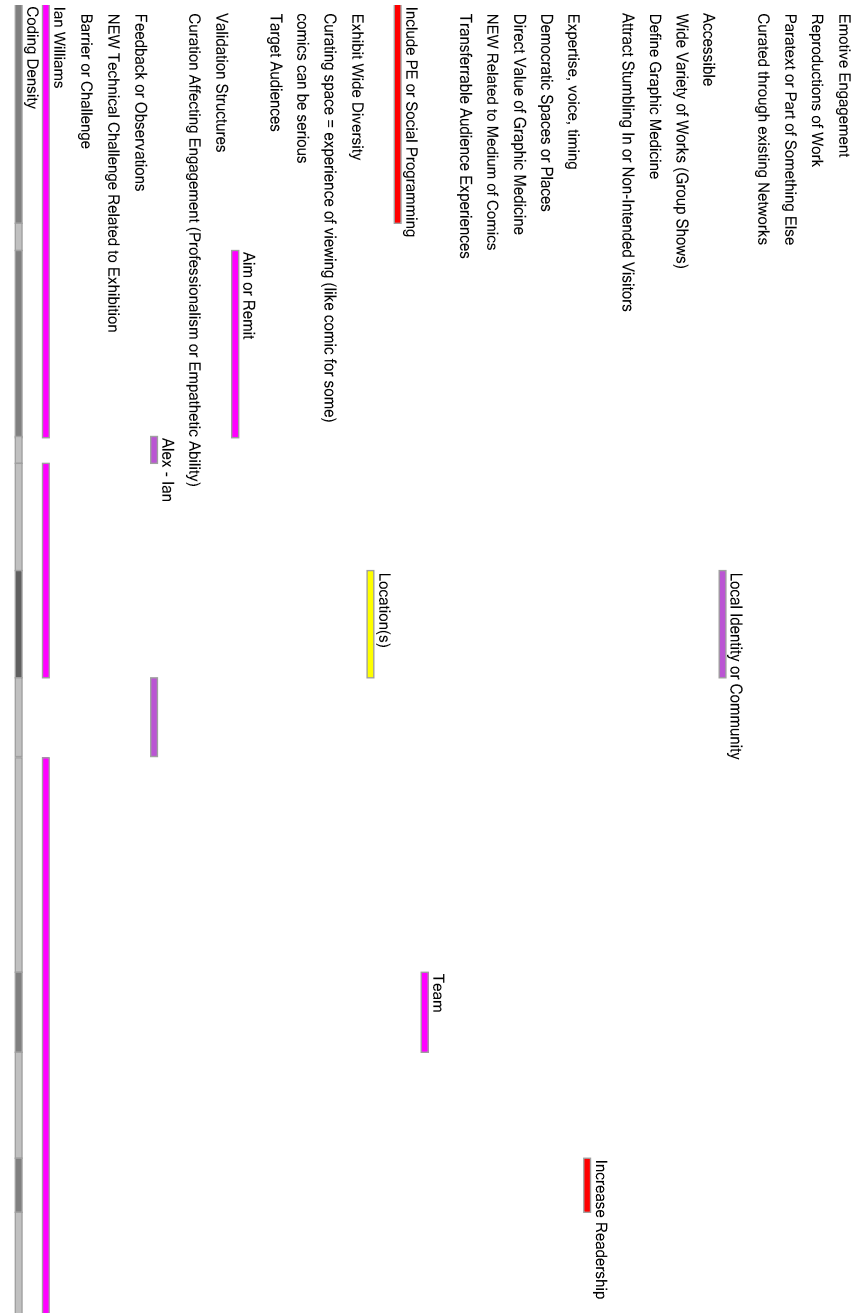 Emotive Engagement
Reproductions of Work
Paratext or Part of Something Else
Curated through existing Networks
Local Identity or Community
Accessible
Wide Variety of Works (Group Shows)
Define Graphic Medicine
Attract Stumbling In or Non-Intended Visitors
Increase Readership
Expertise, voice, timing
Democratic Spaces or Places
Direct Value of Graphic Medicine
NEW Related to Medium of Comics
Transferrable Audience Experiences
Team
Include PE or Social Programming
Location(s)
Exhibit Wide Diversity
Curating space = experience of viewing (like comic for some)
comics can be serious
Target Audiences
Aim or Remit
Validation Structures
Curation Affecting Engagement (Professionalism or Empathetic Ability)
Alex - Ian
Feedback or Observations
NEW Technical Challenge Related to Exhibition
Barrier or Challenge
Ian Williams
Coding Density